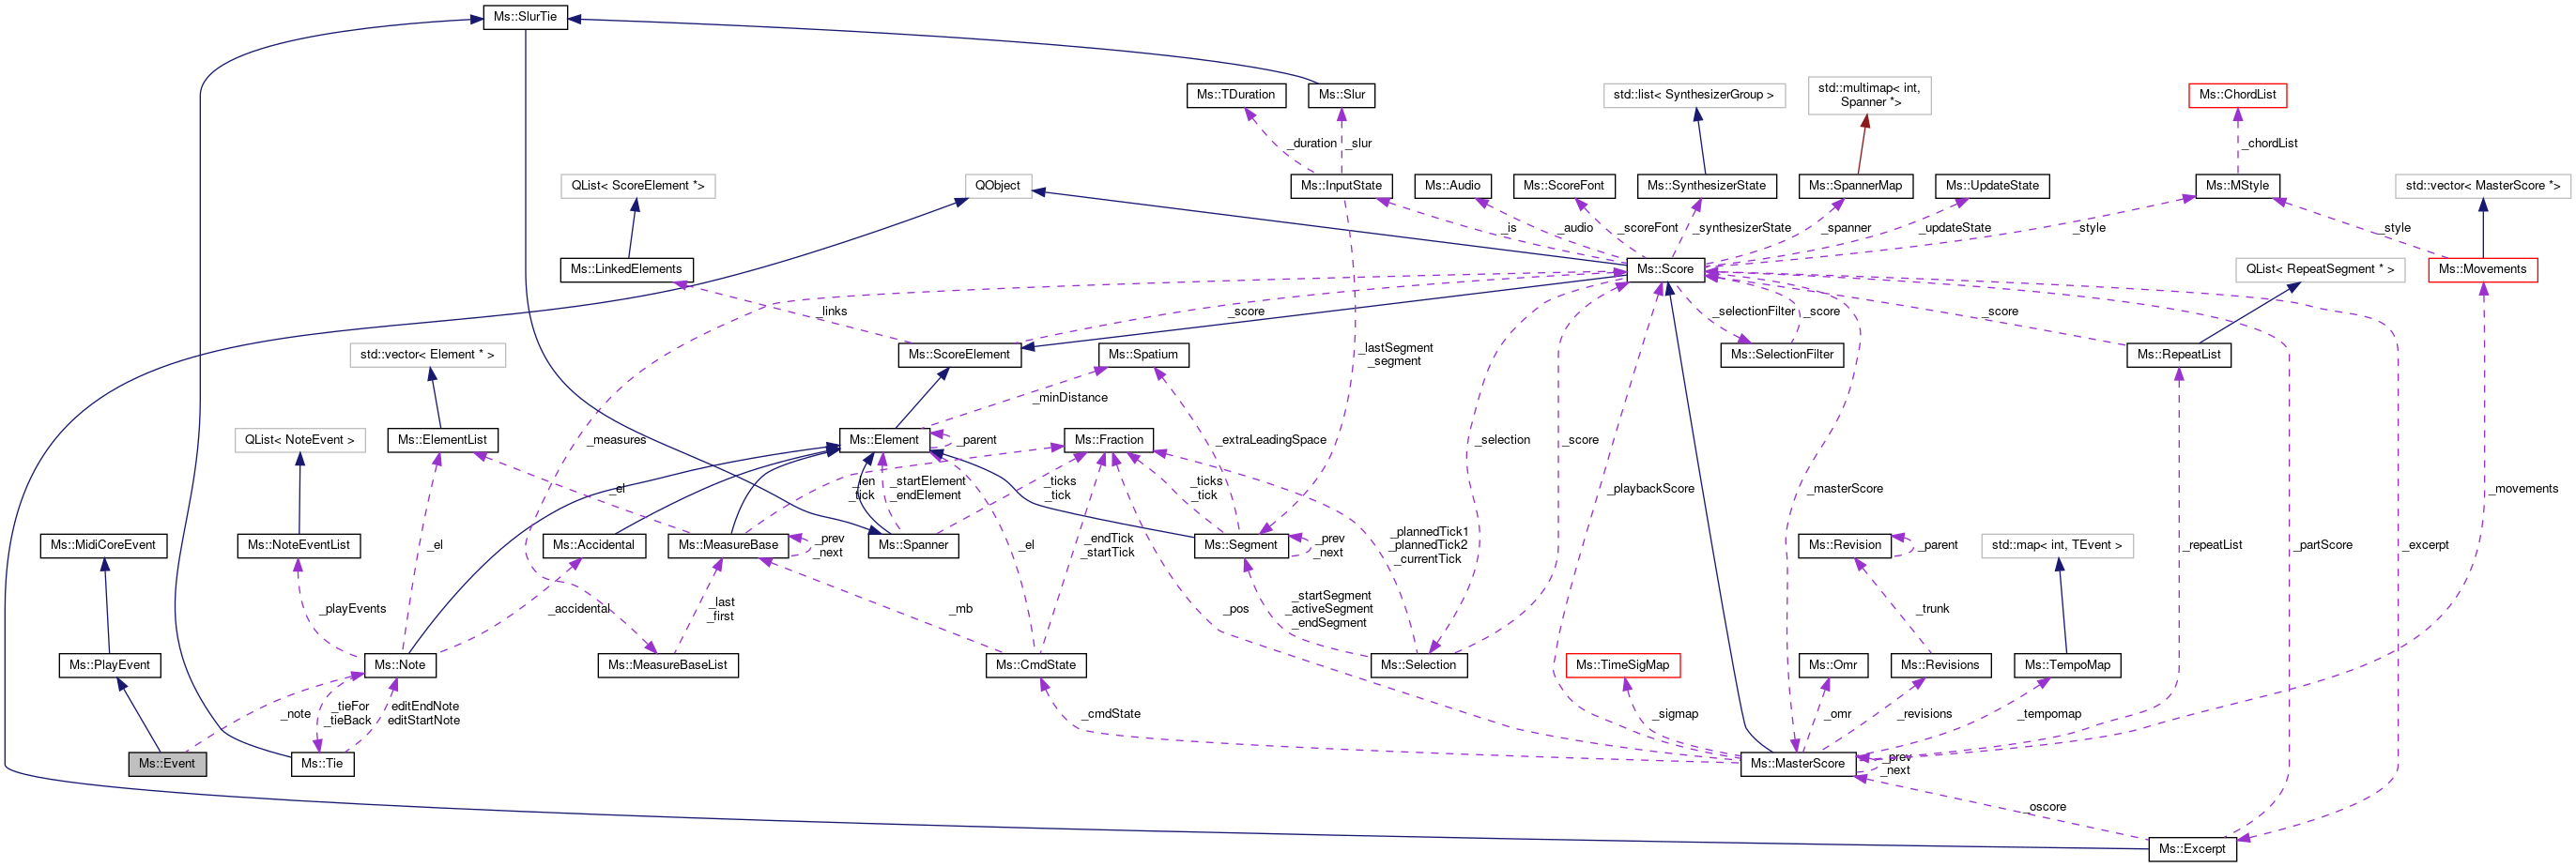 Ms::SlurTie
Ms::TDuration
Ms::Slur
std::list< SynthesizerGroup >
std::multimap< int,
Spanner *>
Ms::ChordList
_duration
_slur
_chordList
QList< ScoreElement *>
QObject
Ms::InputState
Ms::Audio
Ms::ScoreFont
Ms::SynthesizerState
Ms::SpannerMap
Ms::UpdateState
Ms::MStyle
std::vector< MasterScore *>
_is
_audio
_scoreFont
_synthesizerState
_spanner
_updateState
_style
_style
Ms::LinkedElements
Ms::Score
QList< RepeatSegment * >
Ms::Movements
_links
_score
_selectionFilter
_score
_score
std::vector< Element * >
Ms::ScoreElement
Ms::Spatium
_lastSegment
_segment
Ms::SelectionFilter
Ms::RepeatList
_minDistance
QList< NoteEvent >
Ms::ElementList
_measures
Ms::Element
_parent
Ms::Fraction
_extraLeadingSpace
_selection
_score
_el
_len
_tick
_startElement
_endElement
_ticks
_tick
_ticks
_tick
_playbackScore
_masterScore
_movements
Ms::MidiCoreEvent
Ms::NoteEventList
_el
Ms::Accidental
Ms::MeasureBase
_prev
_next
Ms::Spanner
_el
_endTick
_startTick
Ms::Segment
_prev
_next
_plannedTick1
_plannedTick2
_currentTick
Ms::Revision
_parent
std::map< int, TEvent >
_repeatList
_partScore
_excerpt
_playEvents
_accidental
_last
_first
_mb
_pos
_startSegment
_activeSegment
_endSegment
_trunk
Ms::PlayEvent
Ms::Note
Ms::MeasureBaseList
Ms::CmdState
Ms::Selection
Ms::TimeSigMap
Ms::Omr
Ms::Revisions
Ms::TempoMap
_note
_tieFor
_tieBack
editEndNote
editStartNote
_cmdState
_sigmap
_omr
_revisions
_tempomap
Ms::Event
Ms::Tie
Ms::MasterScore
_prev
_next
_oscore
Ms::Excerpt